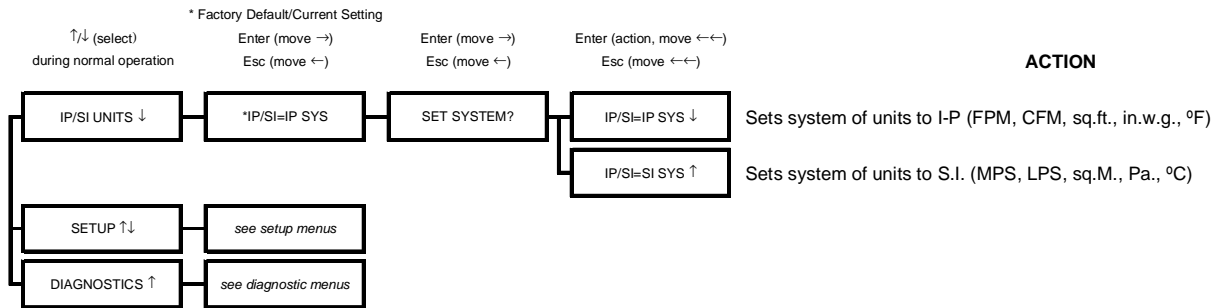 * Factory Default/Current Setting
↑/↓ (select) Enter (move →) Enter (move →) Enter (action, move ←←)
during normal operation Esc (move ←) Esc (move ←) Esc (move ←←) ACTION
IP/SI UNITS ↓ *IP/SI=IP SYS SET SYSTEM? IP/SI=IP SYS ↓ Sets system of units to I-P (FPM, CFM, sq.ft., in.w.g., ºF)
IP/SI=SI SYS ↑ Sets system of units to S.I. (MPS, LPS, sq.M., Pa., ºC)
SETUP ↑↓ see setup menus
DIAGNOSTICS ↑ see diagnostic menus